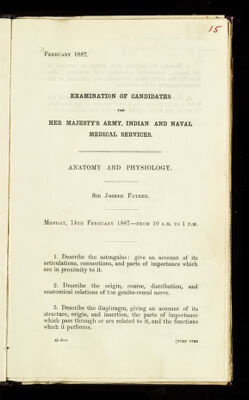 15
FEBRUARY 1887.
EXAMINATION OF CANDIDATES
FOR
HER MAJESTY'S ARMY, INDIAN AND NAVAL
MEDICAL SERVICES.
ANATOMY AND PHYSIOLOGY.
SIR JOSEPH FAYRER.
MONDAY, 14TH FEBRUARY 1887—FROM 10 A.M. TO 1 P.M.
1. Describe the astragalus: give an account of its
articulations, connections, and parts of importance which
are in proximity to it.
2. Describe the origin, course, distribution, and
anatomical relations of the genito-crural nerve.
3. Describe the diaphragm, giving an account of its
structure, origin, and insertion, the parts of importance
which pass through or are related to it, and the functions
which it performs.
[TURN OVER